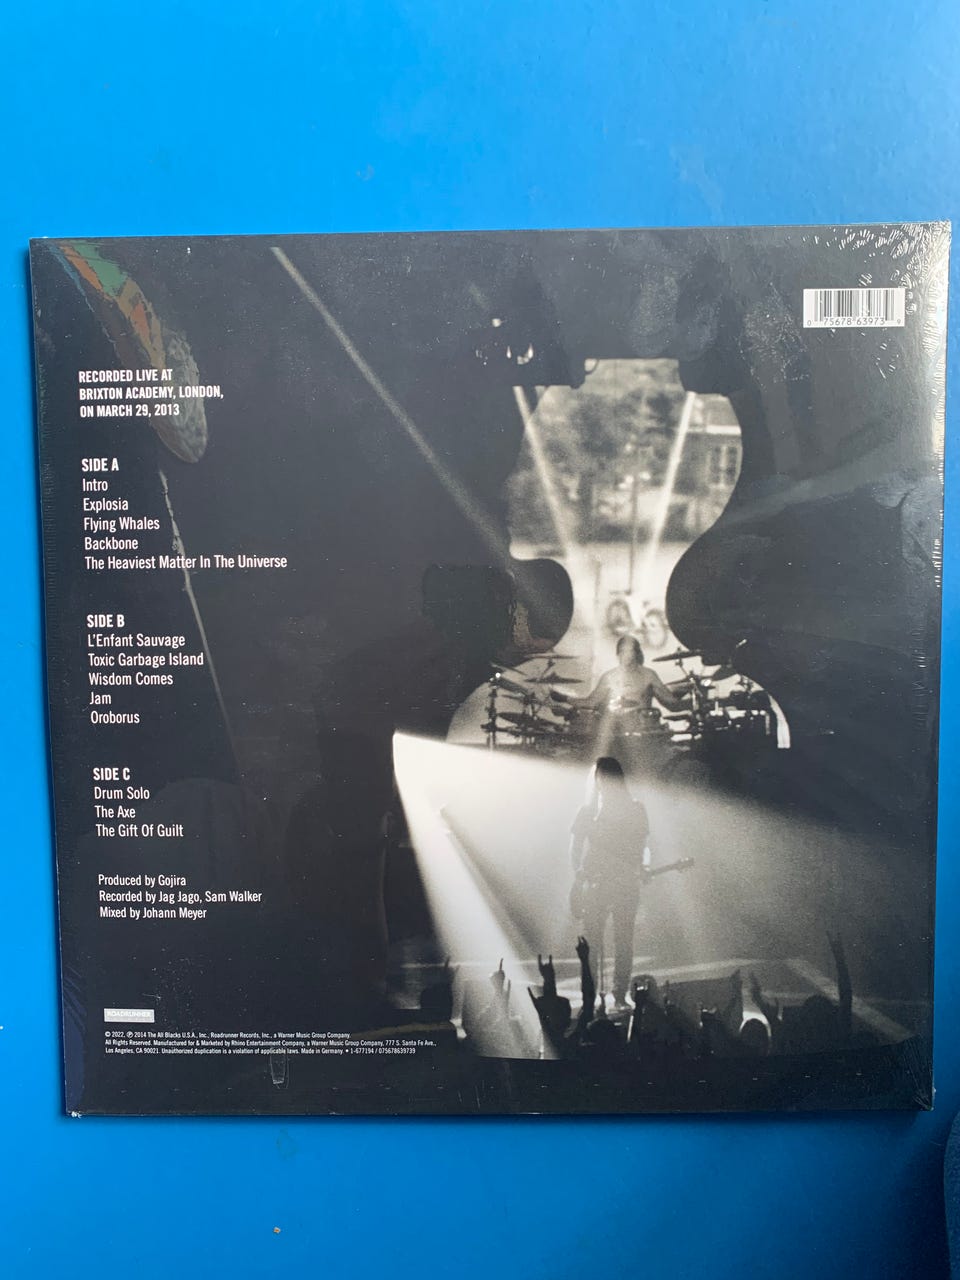 0 75678 63973 9
RECORDED LIVE AT
BRIXTON ACADEMY, LONDON,
ON MARCH 29, 2013
SIDE A
Intro
Explosia
Flying Whales
Backbone
The Heaviest Matter In The Universe
SIDE B
L'Enfant Sauvage
Toxic Garbage Island
Wisdom Comes
Jam
Oroborus
SIDE C
Drum Solo
The Axe
The Gift Of Guilt
Produced by Gojira
Recorded by Jag Jago, Sam Walker
Mixed by Johann Meyer
ROADRUNNER
© 2022, ℗ 2014 The All Blacks U.S.A., Inc., Roadrunner Records, Inc., a Warner Music Group Company.
All Rights Reserved. Manufactured for & Marketed by Rhino Entertainment Company, a Warner Music Group Company, 777 S. Santa Fe Ave.,
Los Angeles, CA 90021. Unauthorized duplication is a violation of applicable laws. Made in Germany. • 1-677194 / 075678639739